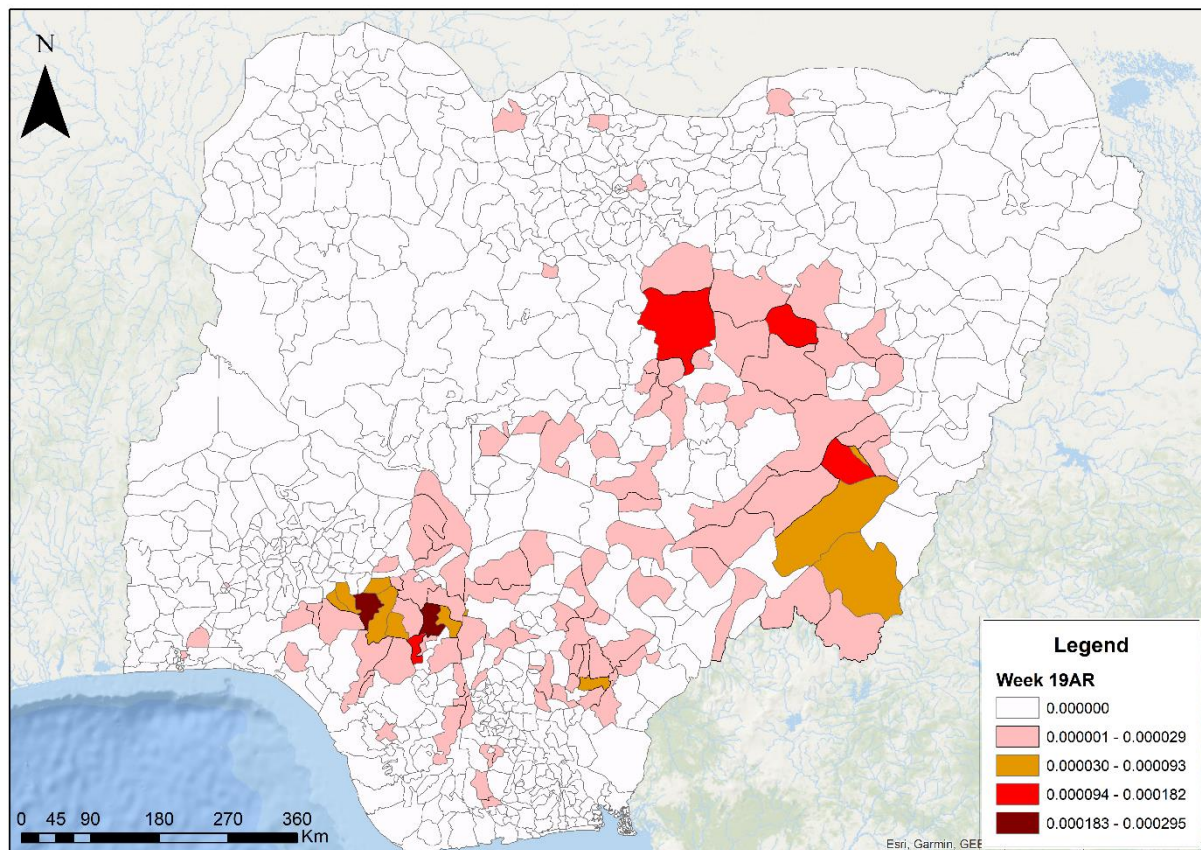 N
Legend
Week 19AR
0.000000
0.000001 - 0.000029
0.000030 - 0.000093
0.000094 - 0.000182
0.000183 - 0.000295
0 45 90 180 270 360
Km
Esri, Garmin, GEB